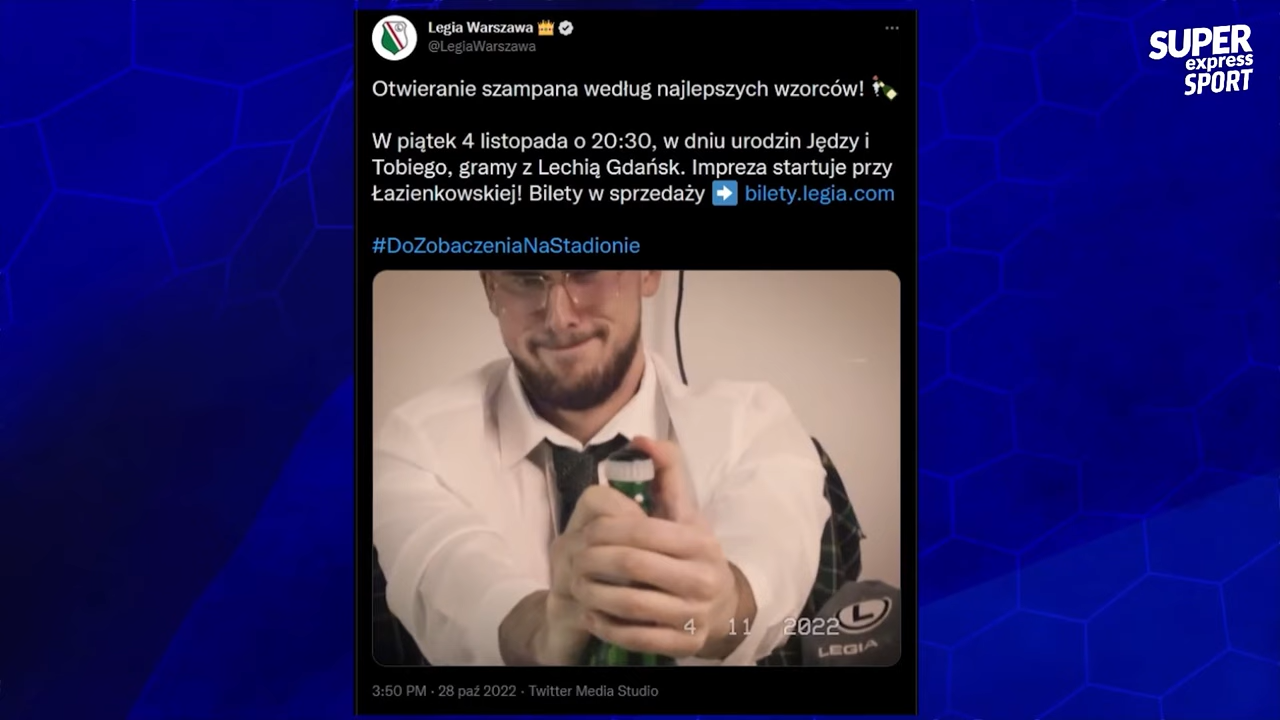 Legia Warszawa
@LegiaWarszawa
SUPER
express
SPORT
Otwieranie szampana według najlepszych wzorców!
W piątek 4 listopada o 20:30, w dniu urodzin Jędzy i
Tobiego, gramy z Lechią Gdańsk. Impreza startuje przy
Łazienkowskiej! Bilety w sprzedaży ➡ bilety.legia.com
#DoZobaczeniaNaStadionie
4 11 2022
L
LEGIA
3:50 PM · 28 paź 2022 · Twitter Media Studio